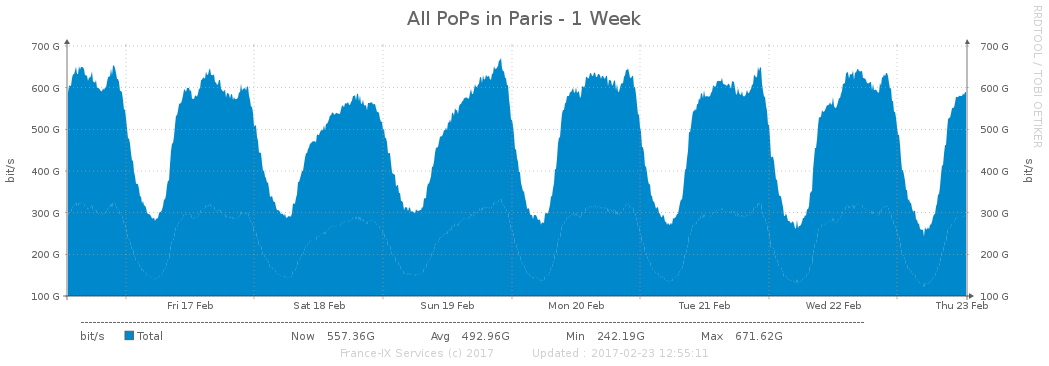 All PoPs in Paris - 1 Week
RRDTOOL / TOBI OETIKER
700 G 700 G
600 G 600 G
500 G 500 G
400 G 400 G
300 G 300 G
200 G 200 G
100 G 100 G
bit/s bit/s
Fri 17 Feb Sat 18 Feb Sun 19 Feb Mon 20 Feb Tue 21 Feb Wed 22 Feb Thu 23 Feb
bit/s Total Now 557.36G Avg 492.96G Min 242.19G Max 671.62G
France-IX Services (c) 2017 Updated : 2017-02-23 12:55:11